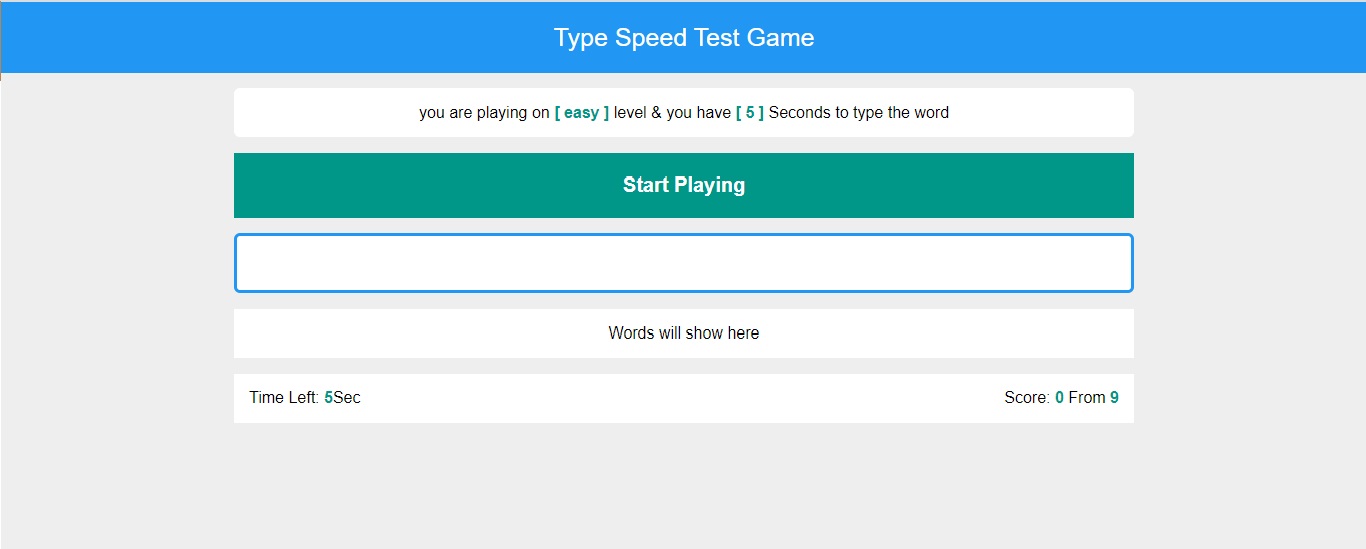 Type Speed Test Game
you are playing on [ easy ] level & you have [ 5 ] Seconds to type the word
Start Playing
Words will show here
Time Left: 5Sec
Score: 0 From 9